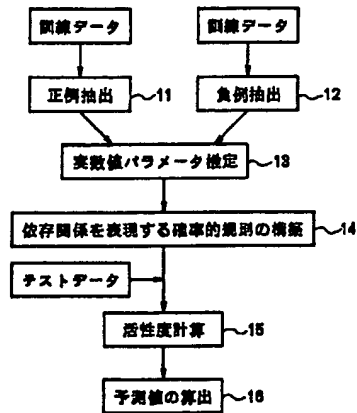 訓練データ
訓練データ
正例抽出
11
負例抽出
12
実数値パラメータ推定
13
依存関係を表現する確率的規則の構築
14
テストデータ
活性度計算
15
予測値の算出
16